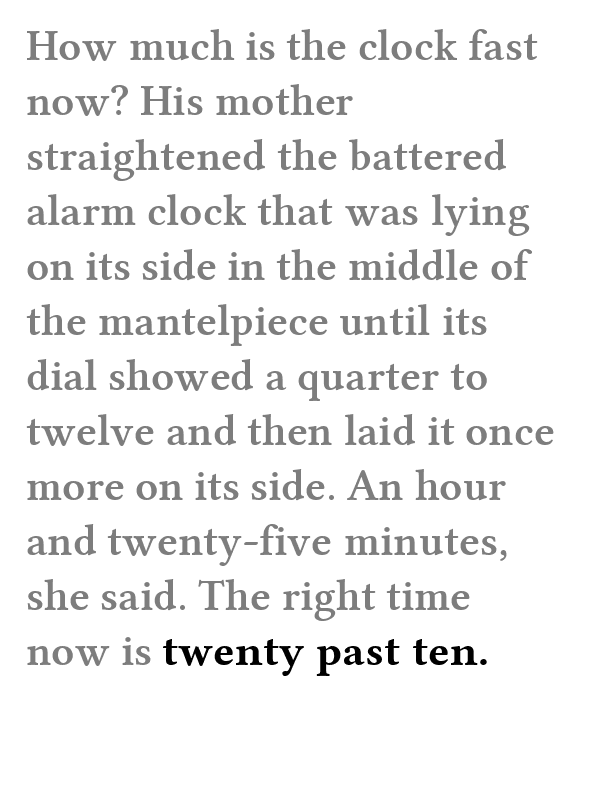 How much is the clock fast
now? His mother
straightened the battered
alarm clock that was lying
on its side in the middle of
the mantelpiece until its
dial showed a quarter to
twelve and then laid it once
more on its side. An hour
and twenty-five minutes,
she said. The right time
now is twenty past ten.